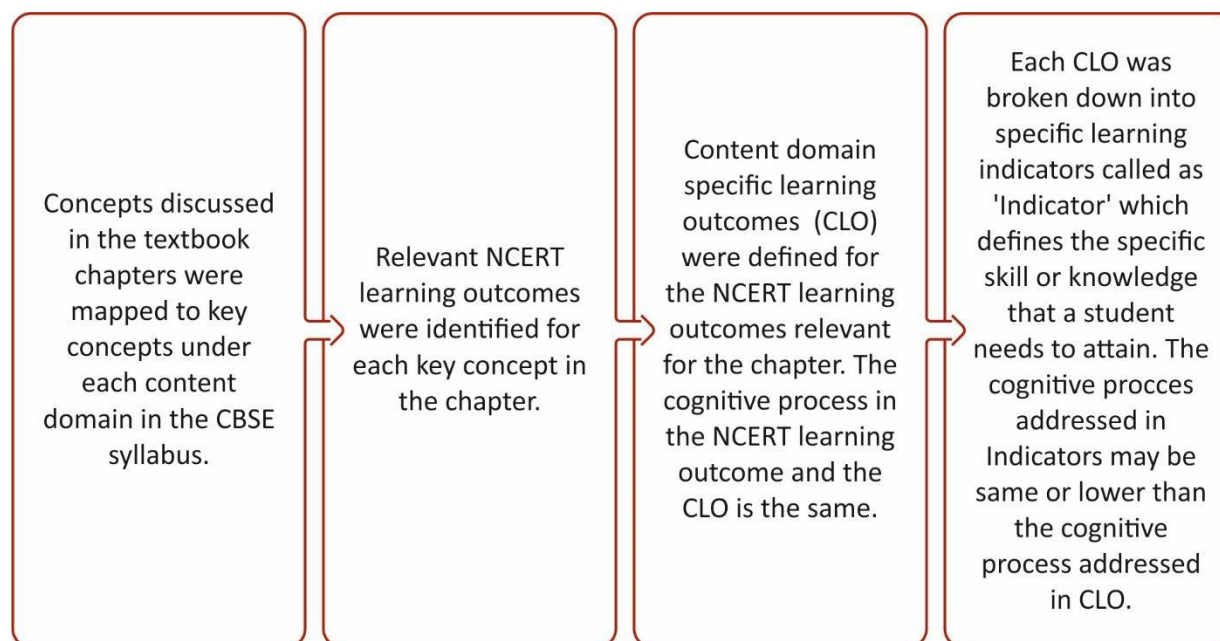 Concepts discussed
in the textbook
chapters were
mapped to key
concepts under
each content
domain in the CBSE
syllabus.
Relevant NCERT
learning outcomes
were identified for
each key concept in
the chapter.
Content domain
specific learning
outcomes (CLO)
were defined for
the NCERT learning
outcomes relevant
for the chapter. The
cognitive process in
the NCERT learning
outcome and the
CLO is the same.
Each CLO was
broken down into
specific learning
indicators called as
'Indicator' which
defines the specific
skill or knowledge
that a student
needs to attain. The
cognitive procces
addressed in
Indicators may be
same or lower than
the cognitive
process addressed
in CLO.